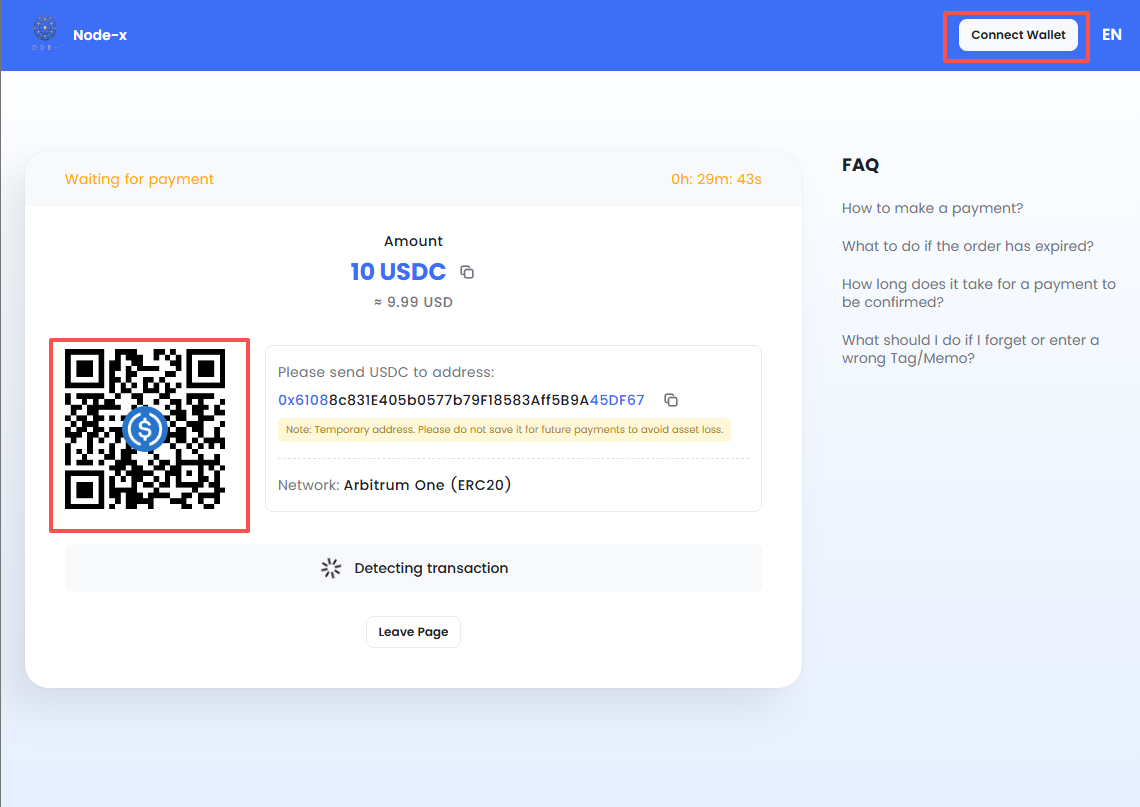 Node-x
Connect Wallet
EN
Waiting for payment
0h: 29m: 43s
Amount
10 USDC
≈ 9.99 USD
Please send USDC to address:
0x61088c831E405b0577b79F18583Aff5B9A45DF67
Note: Temporary address. Please do not save it for future payments to avoid asset loss.
Network: Arbitrum One (ERC20)
Detecting transaction
Leave Page
FAQ
How to make a payment?
What to do if the order has expired?
How long does it take for a payment to
be confirmed?
What should I do if I forget or enter a
wrong Tag/Memo?